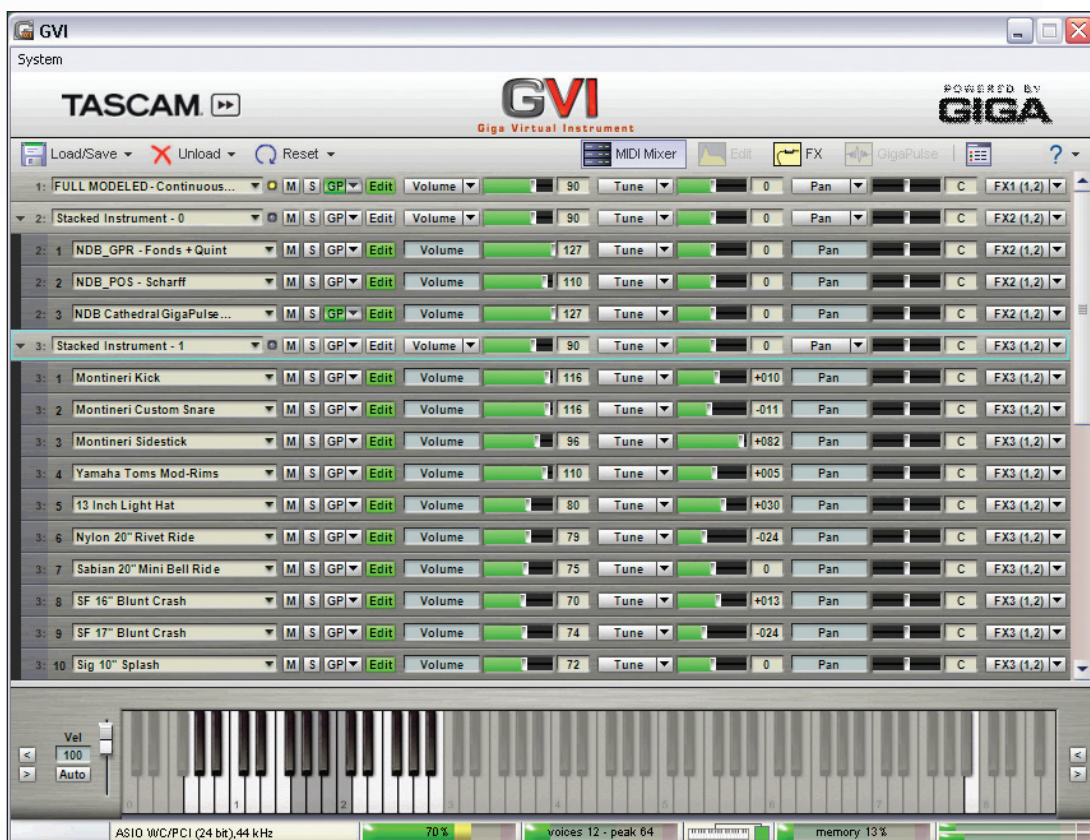 GVI
System
TASCAM GVI POWERED BY GIGA
Giga Virtual Instrument
Load/Save Unload Reset MIDI Mixer Edit FX GigaPulse ?
1: FULL MODELED - Continuous... M S GP Edit Volume 90 Tune 0 Pan C FX1 (1,2)
2: Stacked Instrument - 0 M S GP Edit Volume 90 Tune 0 Pan C FX2 (1,2)
2: 1 NDB_GPR - Fonds + Quint M S GP Edit Volume 127 Tune 0 Pan C FX2 (1,2)
2: 2 NDB_POS - Scharff M S GP Edit Volume 110 Tune 0 Pan C FX2 (1,2)
2: 3 NDB Cathedral GigaPulse... M S GP Edit Volume 127 Tune 0 Pan C FX2 (1,2)
3: Stacked Instrument - 1 M S GP Edit Volume 90 Tune 0 Pan C FX3 (1,2)
3: 1 Montineri Kick M S GP Edit Volume 116 Tune +010 Pan C FX3 (1,2)
3: 2 Montineri Custom Snare M S GP Edit Volume 116 Tune -011 Pan C FX3 (1,2)
3: 3 Montineri Sidestick M S GP Edit Volume 96 Tune +082 Pan C FX3 (1,2)
3: 4 Yamaha Toms Mod-Rims M S GP Edit Volume 110 Tune +005 Pan C FX3 (1,2)
3: 5 13 Inch Light Hat M S GP Edit Volume 80 Tune +030 Pan C FX3 (1,2)
3: 6 Nylon 20" Rivet Ride M S GP Edit Volume 79 Tune -024 Pan C FX3 (1,2)
3: 7 Sabian 20" Mini Bell Ride M S GP Edit Volume 75 Tune 0 Pan C FX3 (1,2)
3: 8 SF 16" Blunt Crash M S GP Edit Volume 70 Tune +013 Pan C FX3 (1,2)
3: 9 SF 17" Blunt Crash M S GP Edit Volume 74 Tune -024 Pan C FX3 (1,2)
3: 10 Sig 10" Splash M S GP Edit Volume 72 Tune 0 Pan C FX3 (1,2)
Vel
< 100 <
> Auto >
0 1 2 3 4 5 6 7 8
ASIO WC/PCI (24 bit),44 kHz 70% voices 12 - peak 64 memory 13%